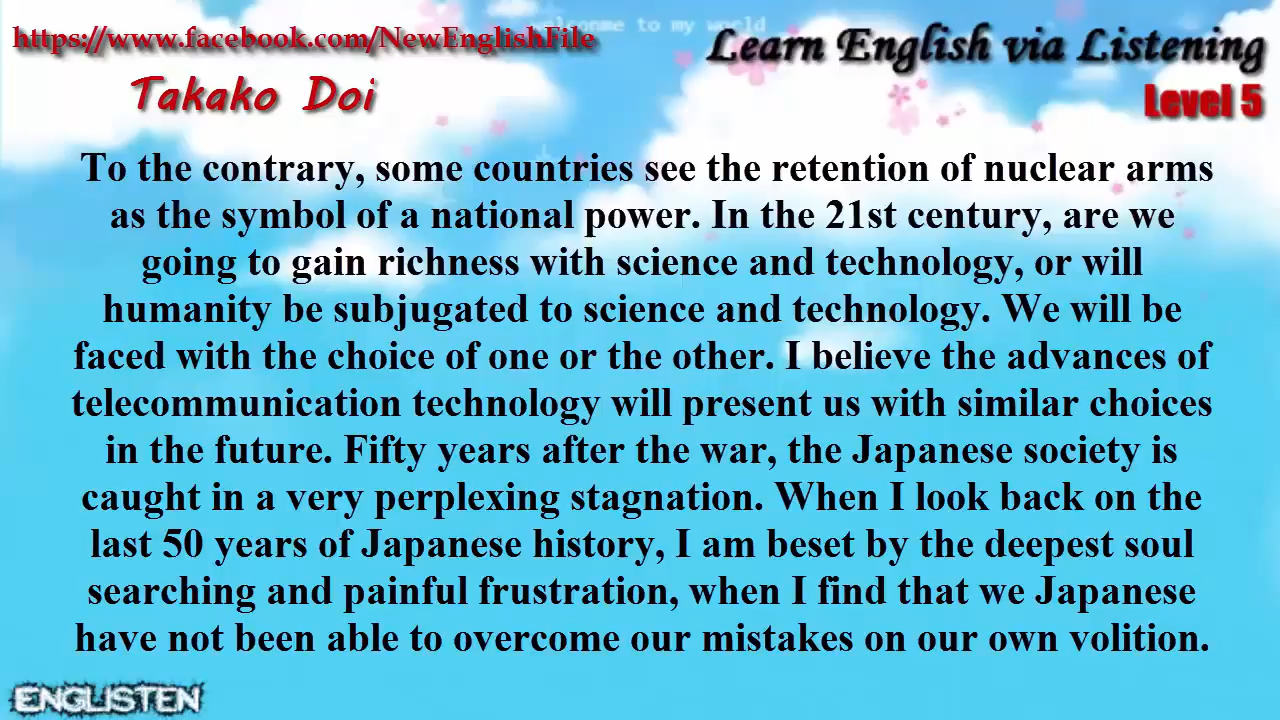 https://www.facebook.com/NewEnglishFile
welconme to my world
Learn English via Listening
Takako Doi
Level 5
To the contrary, some countries see the retention of nuclear arms
as the symbol of a national power. In the 21st century, are we
going to gain richness with science and technology, or will
humanity be subjugated to science and technology. We will be
faced with the choice of one or the other. I believe the advances of
telecommunication technology will present us with similar choices
in the future. Fifty years after the war, the Japanese society is
caught in a very perplexing stagnation. When I look back on the
last 50 years of Japanese history, I am beset by the deepest soul
searching and painful frustration, when I find that we Japanese
have not been able to overcome our mistakes on our own volition.
ENGLISTEN